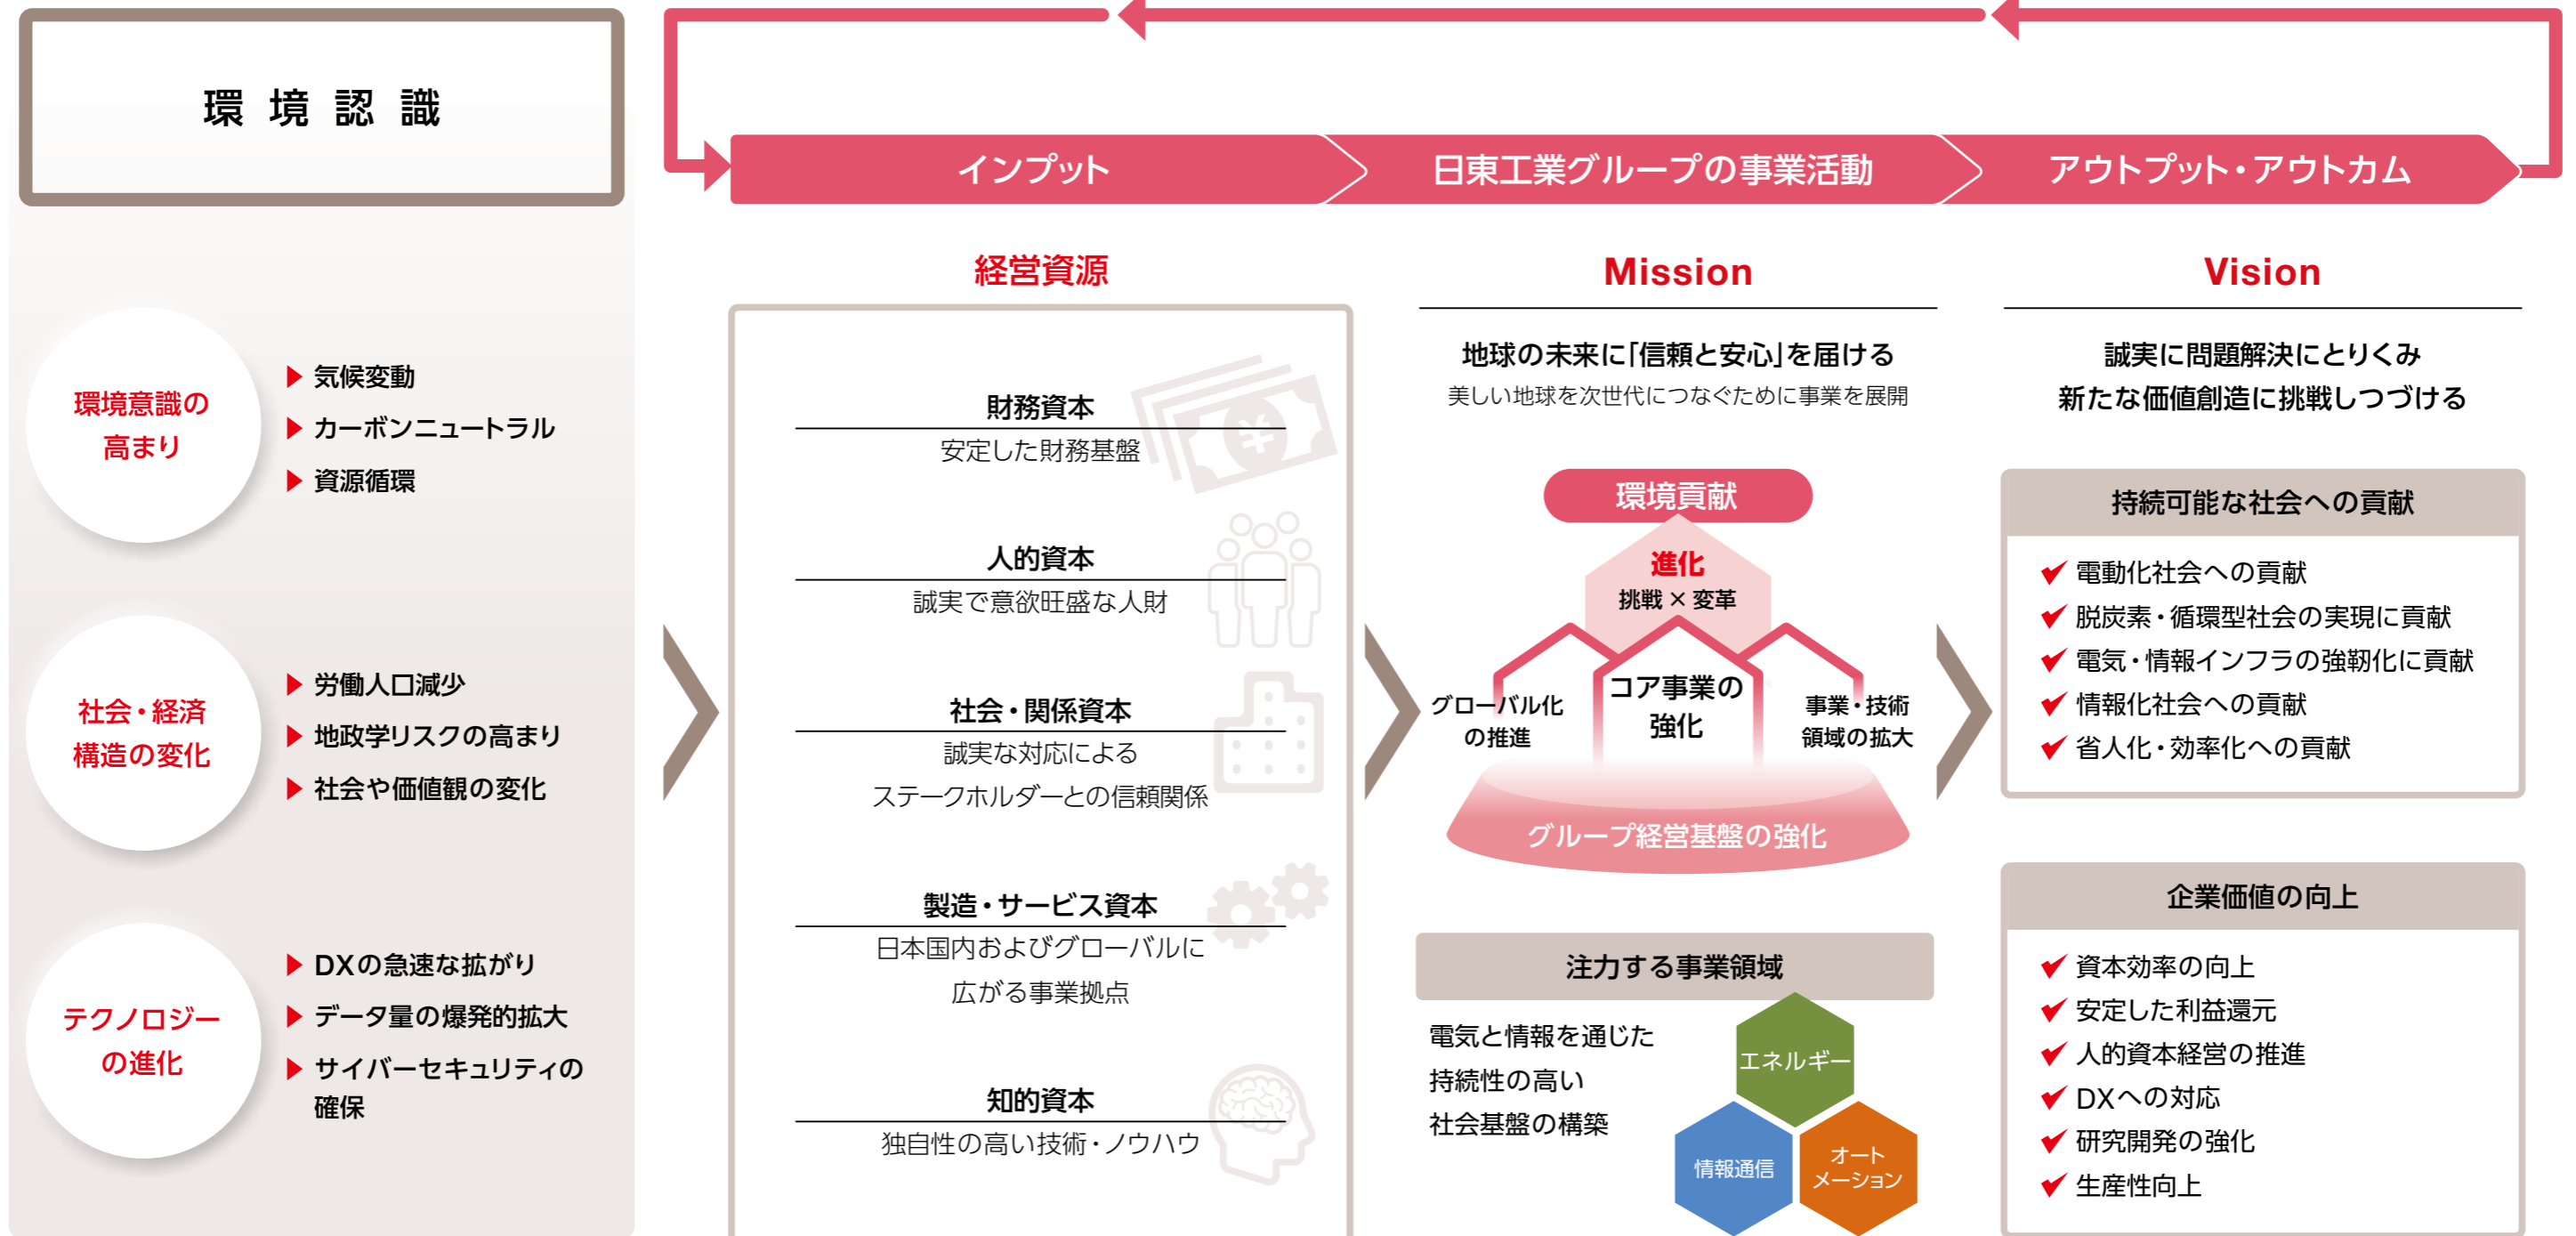 環境認識
環境意識の
高まり
気候変動
カーボンニュートラル
資源循環
社会・経済
構造の変化
労働人口減少
地政学リスクの高まり
社会や価値観の変化
テクノロジー
の進化
DXの急速な拡がり
データ量の爆発的拡大
サイバーセキュリティの
確保
インプット
経営資源
財務資本
安定した財務基盤
人的資本
誠実で意欲旺盛な人財
社会・関係資本
誠実な対応による
ステークホルダーとの信頼関係
製造・サービス資本
日本国内およびグローバルに
広がる事業拠点
知的資本
独自性の高い技術・ノウハウ
日東工業グループの事業活動
Mission
地球の未来に「信頼と安心」を届ける
美しい地球を次世代につなぐために事業を展開
環境貢献
進化
挑戦×変革
グローバル化
の推進
コア事業の
強化
事業・技術
領域の拡大
グループ経営基盤の強化
注力する事業領域
電気と情報を通じた
持続性の高い
社会基盤の構築
エネルギー
情報通信
オート
メーション
アウトプット・アウトカム
Vision
誠実に問題解決にとりくみ
新たな価値創造に挑戦しつづける
持続可能な社会への貢献
電動化社会への貢献
脱炭素・循環型社会の実現に貢献
電気・情報インフラの強靭化に貢献
情報化社会への貢献
省人化・効率化への貢献
企業価値の向上
資本効率の向上
安定した利益還元
人的資本経営の推進
DXへの対応
研究開発の強化
生産性向上